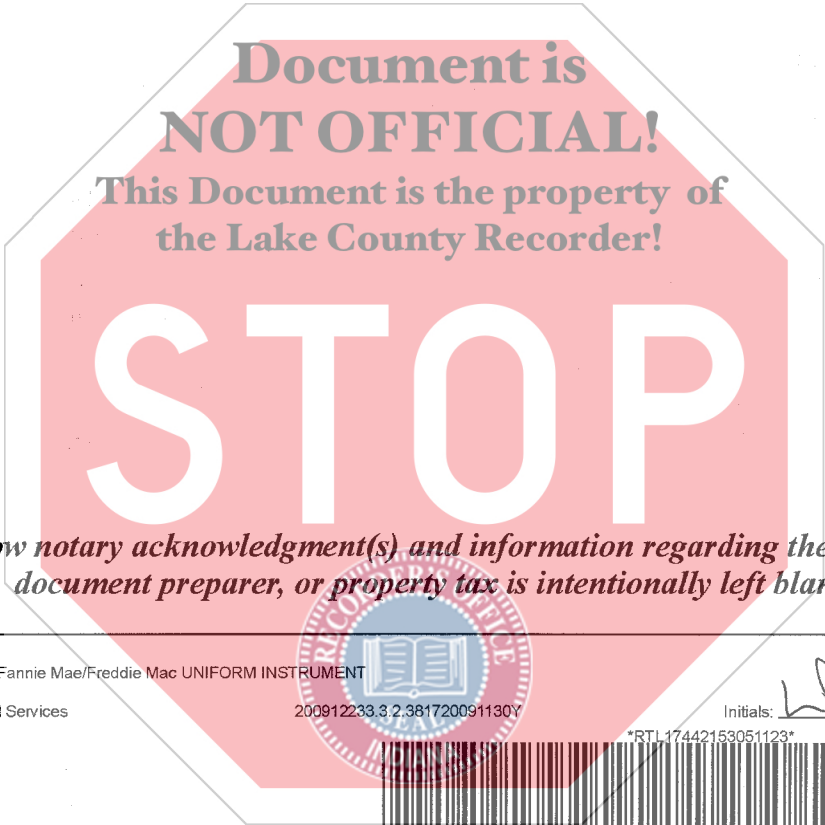 Document is
NOT OFFICIAL!
This Document is the property of
the Lake County Recorder!
STOP
w notary acknowledgment(s) and information regarding the
document preparer, or property tax is intentionally left blan
RECORDER'S OFFICE
Fannie Mae/Freddie Mac UNIFORM INSTRUMENT
Services
200912233.3.2.381720091130Y
Initials:
SEAL
INDIANA
*RTL17442153051123*